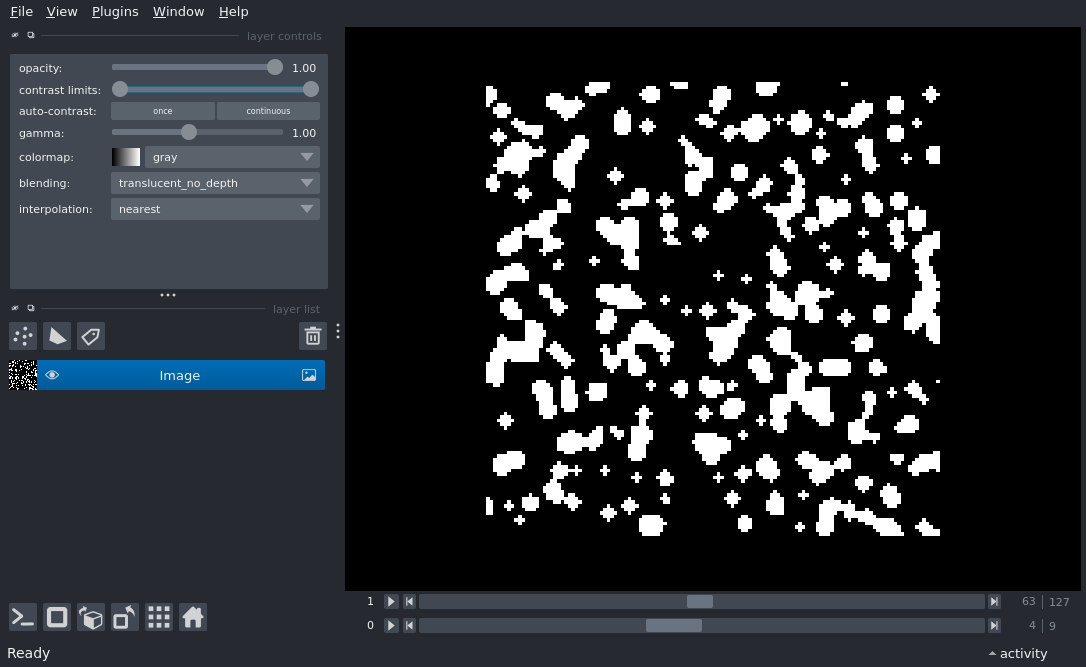 File View Plugins Window Help
layer controls
opacity: 1.00
contrast limits:
auto-contrast: once continuous
gamma: 1.00
colormap: gray
blending: translucent_no_depth
interpolation: nearest
layer list
Image
1 63 127
0 4 9
Ready activity